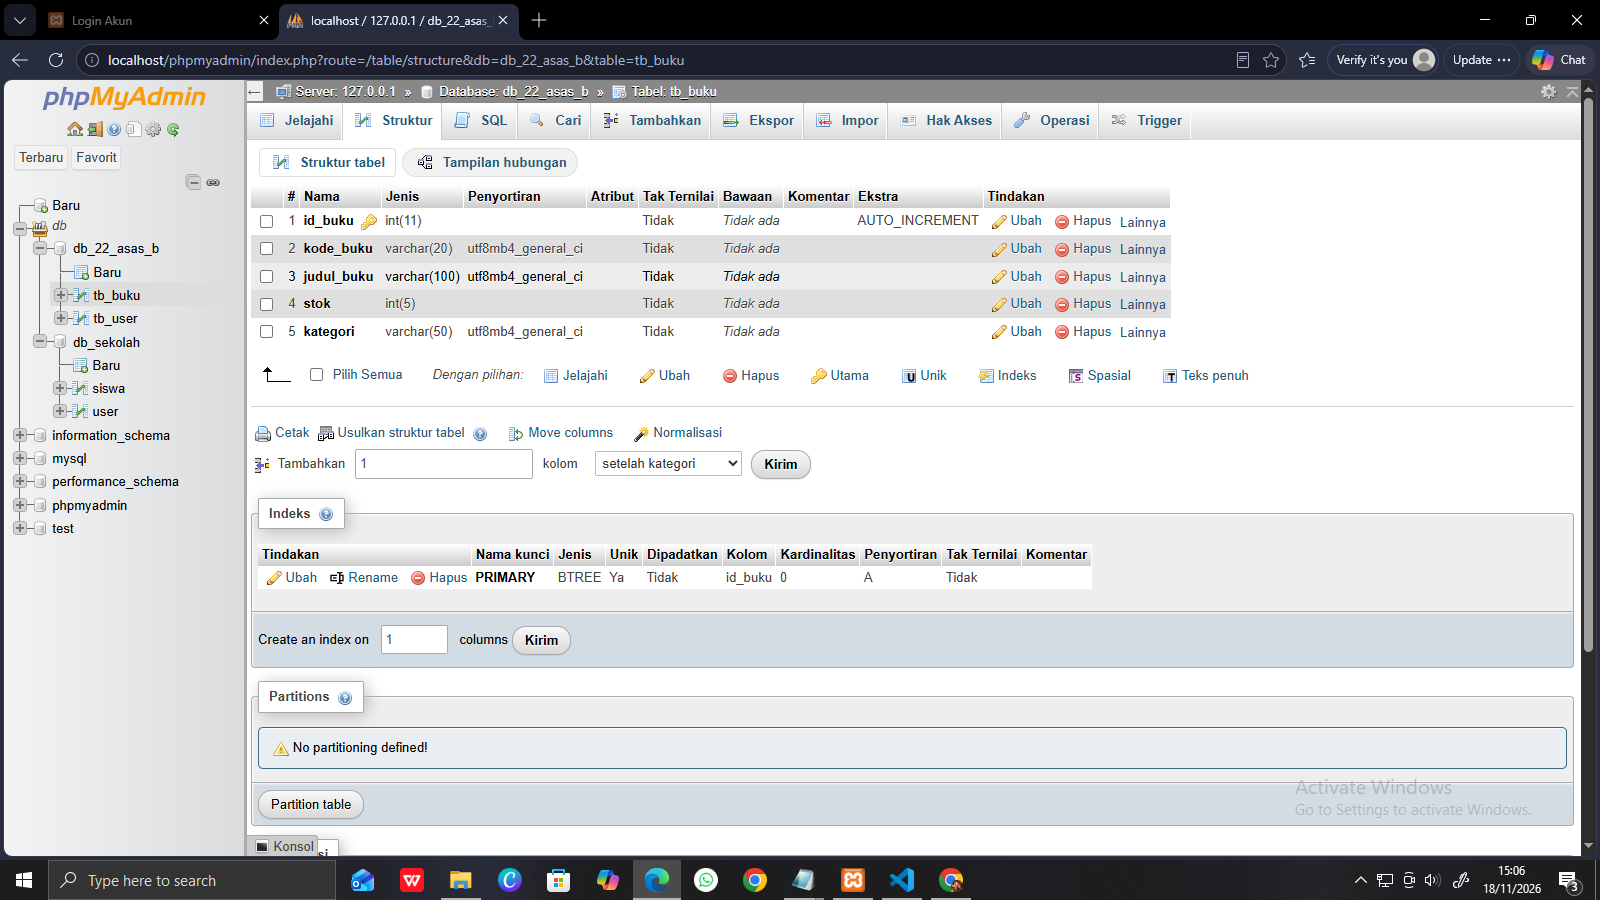 Login Akun
localhost / 127.0.0.1 / db_22_asas_
localhost/phpmyadmin/index.php?route=/table/structure&db=db_22_asas_b&table=tb_buku
Verify it's you
Update
Chat
phpMyAdmin
Terbaru Favorit
Baru
db
db_22_asas_b
Baru
tb_buku
tb_user
db_sekolah
Baru
siswa
user
information_schema
mysql
performance_schema
phpmyadmin
test
Server: 127.0.0.1 » Database: db_22_asas_b » Tabel: tb_buku
Jelajahi Struktur SQL Cari Tambahkan Ekspor Impor Hak Akses Operasi Trigger
Struktur tabel Tampilan hubungan
# Nama Jenis Penyortiran Atribut Tak Ternilai Bawaan Komentar Ekstra Tindakan
1 id_buku int(11) Tidak Tidak ada AUTO_INCREMENT Ubah Hapus Lainnya
2 kode_buku varchar(20) utf8mb4_general_ci Tidak Tidak ada Ubah Hapus Lainnya
3 judul_buku varchar(100) utf8mb4_general_ci Tidak Tidak ada Ubah Hapus Lainnya
4 stok int(5) Tidak Tidak ada Ubah Hapus Lainnya
5 kategori varchar(50) utf8mb4_general_ci Tidak Tidak ada Ubah Hapus Lainnya
Pilih Semua Dengan pilihan: Jelajahi Ubah Hapus Utama Unik Indeks Spasial Teks penuh
Cetak Usulkan struktur tabel Move columns Normalisasi
Tambahkan 1 kolom setelah kategori Kirim
Indeks
Tindakan Nama kunci Jenis Unik Dipadatkan Kolom Kardinalitas Penyortiran Tak Ternilai Komentar
Ubah Rename Hapus PRIMARY BTREE Ya Tidak id_buku 0 A Tidak
Create an index on 1 columns Kirim
Partitions
No partitioning defined!
Partition table
Activate Windows
Go to Settings to activate Windows.
Konsol
Type here to search
15:06
18/11/2026
3